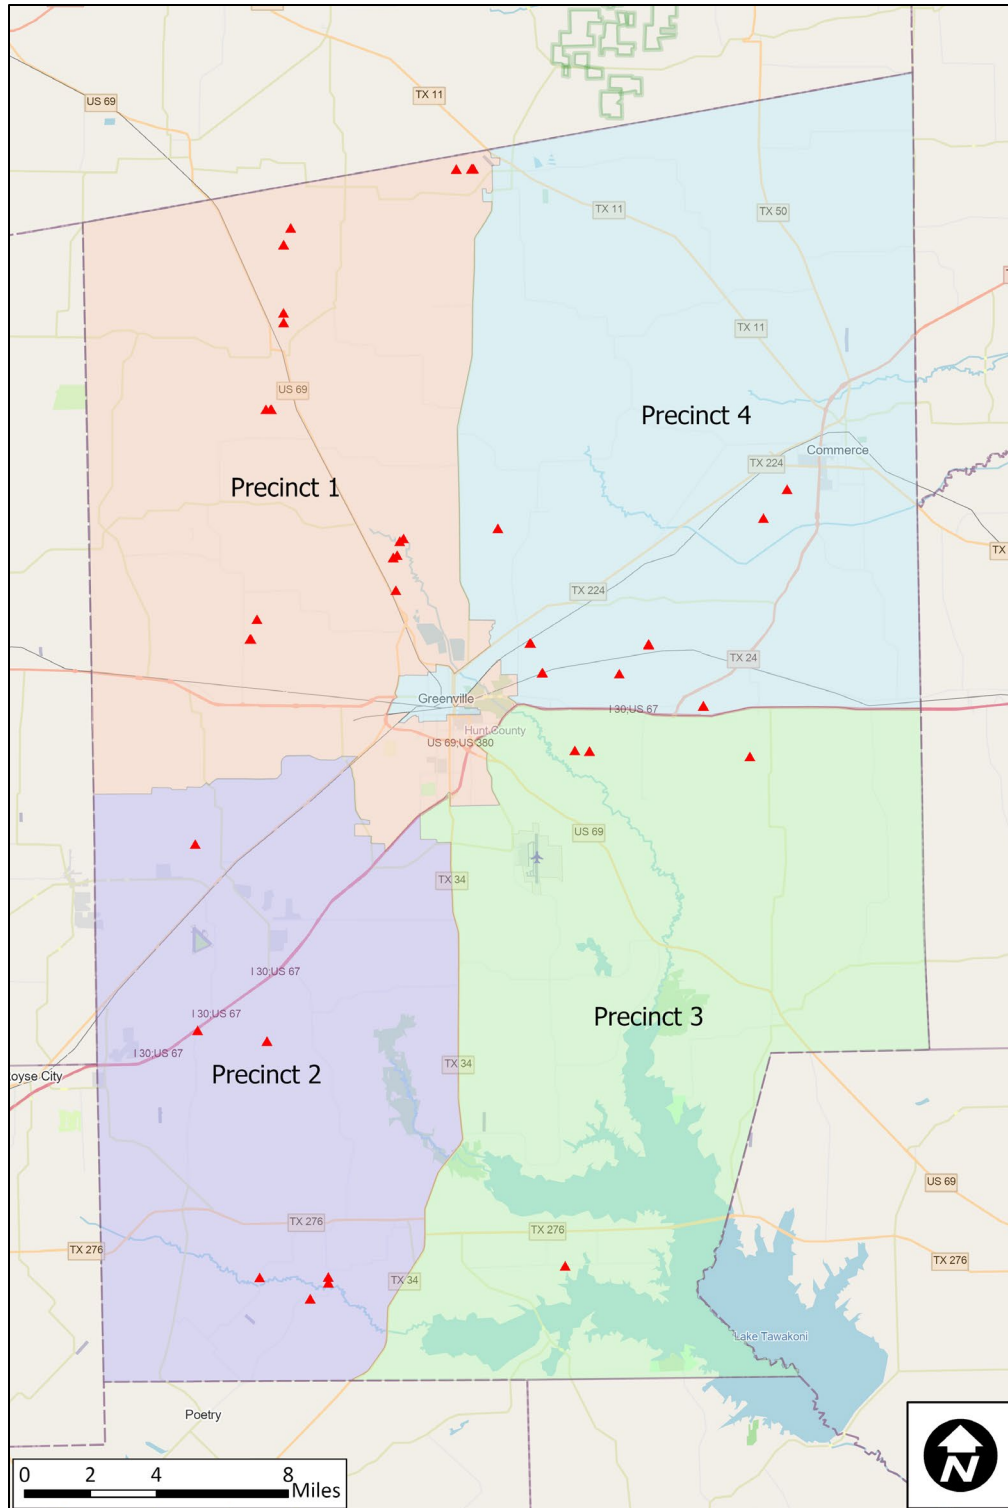 TX 11
US 69
TX 11
TX 50
TX 11
US 69
Precinct 4
Commerce
TX 224
Precinct 1
TX
TX 224
TX 24
Greenville
I 30;US 67
Hunt County
US 69;US 380
US 69
TX 34
I 30;US 67
I 30;US 67
Precinct 3
I 30;US 67
TX 34
oyse City
Precinct 2
US 69
TX 276
TX 276
TX 276
TX 276
TX 34
Lake Tawakoni
Poetry
N
0 2 4 8
Miles